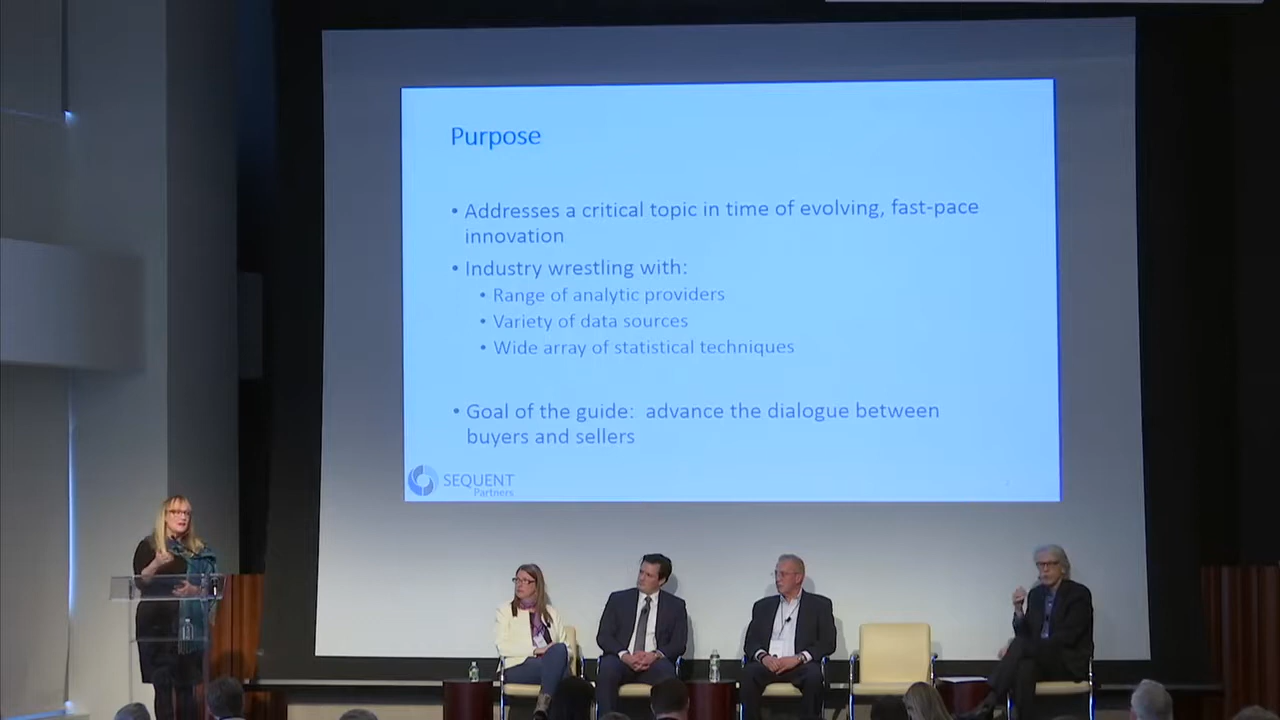 Purpose
• Addresses a critical topic in time of evolving, fast-pace
innovation
• Industry wrestling with:
• Range of analytic providers
• Variety of data sources
• Wide array of statistical techniques
• Goal of the guide: advance the dialogue between
buyers and sellers
SEQUENT
Partners